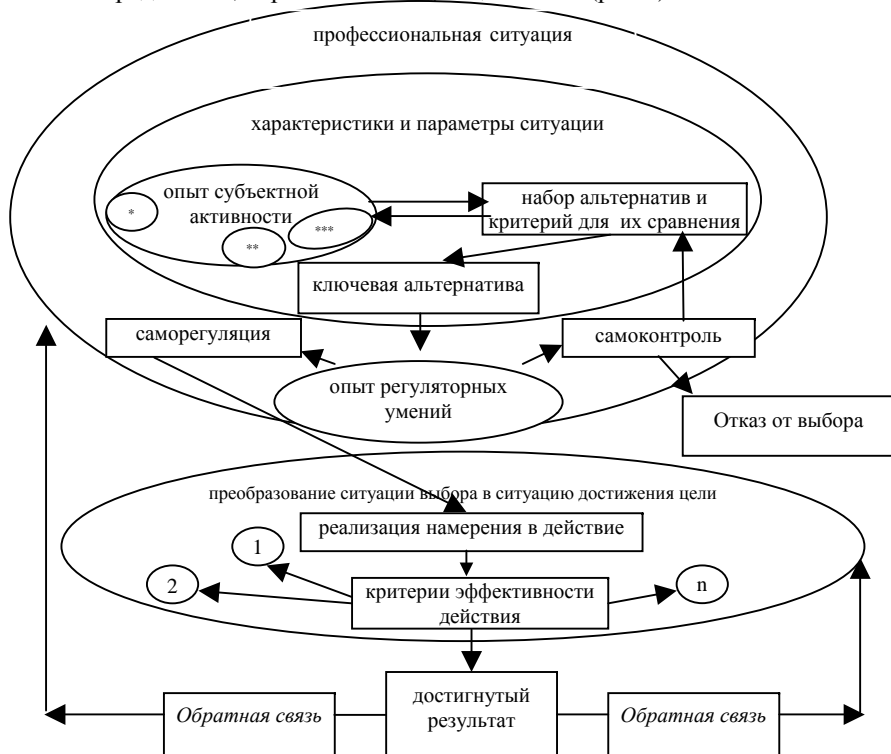 профессиональная ситуация
характеристики и параметры ситуации
опыт субъектной
активности
*
**
***
набор альтернатив и
критерий для их сравнения
ключевая альтернатива
саморегуляция
самоконтроль
опыт регуляторных
умений
Отказ от выбора
преобразование ситуации выбора в ситуацию достижения цели
реализация намерения в действие
1
2
n
критерии эффективности
действия
достигнутый
результат
Обратная связь
Обратная связь